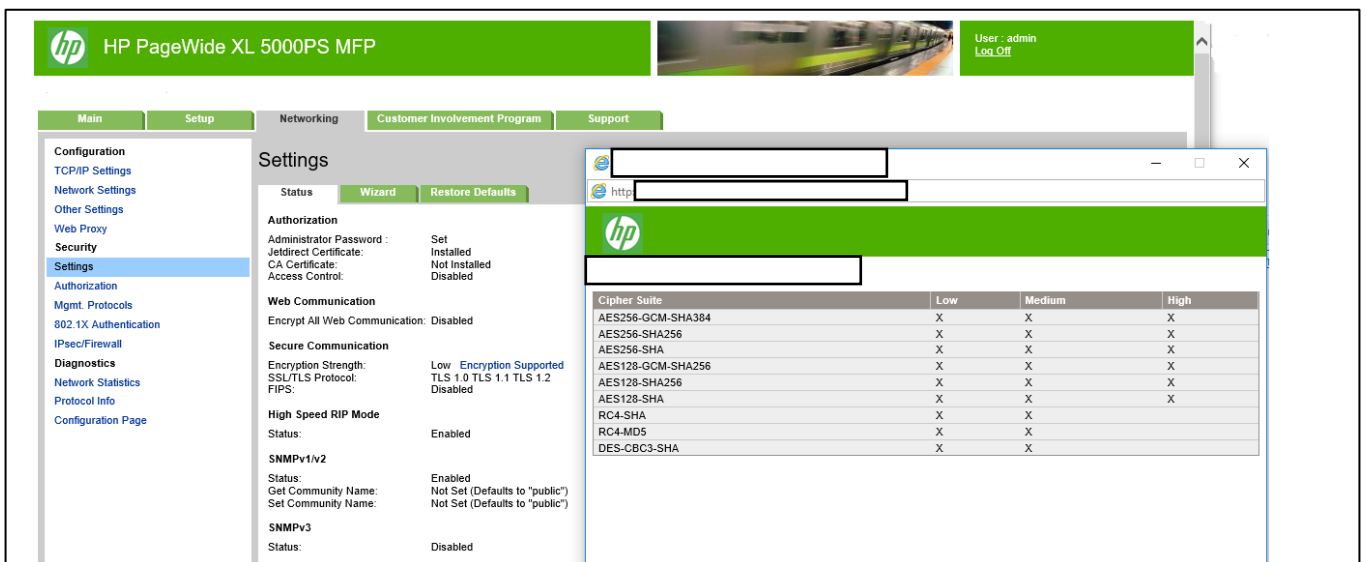 hp HP PageWide XL 5000PS MFP
User : admin
Log Off
Main Setup Networking Customer Involvement Program Support
Configuration
TCP/IP Settings
Network Settings
Other Settings
Web Proxy
Security
Settings
Authorization
Mgmt. Protocols
802.1X Authentication
IPsec/Firewall
Diagnostics
Network Statistics
Protocol Info
Configuration Page
Settings
Status Wizard Restore Defaults
Authorization
Administrator Password : Set
Jetdirect Certificate: Installed
CA Certificate: Not Installed
Access Control: Disabled
Web Communication
Encrypt All Web Communication: Disabled
Secure Communication
Encryption Strength: Low Encryption Supported
SSL/TLS Protocol: TLS 1.0 TLS 1.1 TLS 1.2
FIPS: Disabled
High Speed RIP Mode
Status: Enabled
SNMPv1/v2
Status: Enabled
Get Community Name: Not Set (Defaults to "public")
Set Community Name: Not Set (Defaults to "public")
SNMPv3
Status: Disabled
http:
hp
Cipher Suite Low Medium High
AES256-GCM-SHA384 X X X
AES256-SHA256 X X X
AES256-SHA X X X
AES128-GCM-SHA256 X X X
AES128-SHA256 X X X
AES128-SHA X X X
RC4-SHA X X
RC4-MD5 X X
DES-CBC3-SHA X X